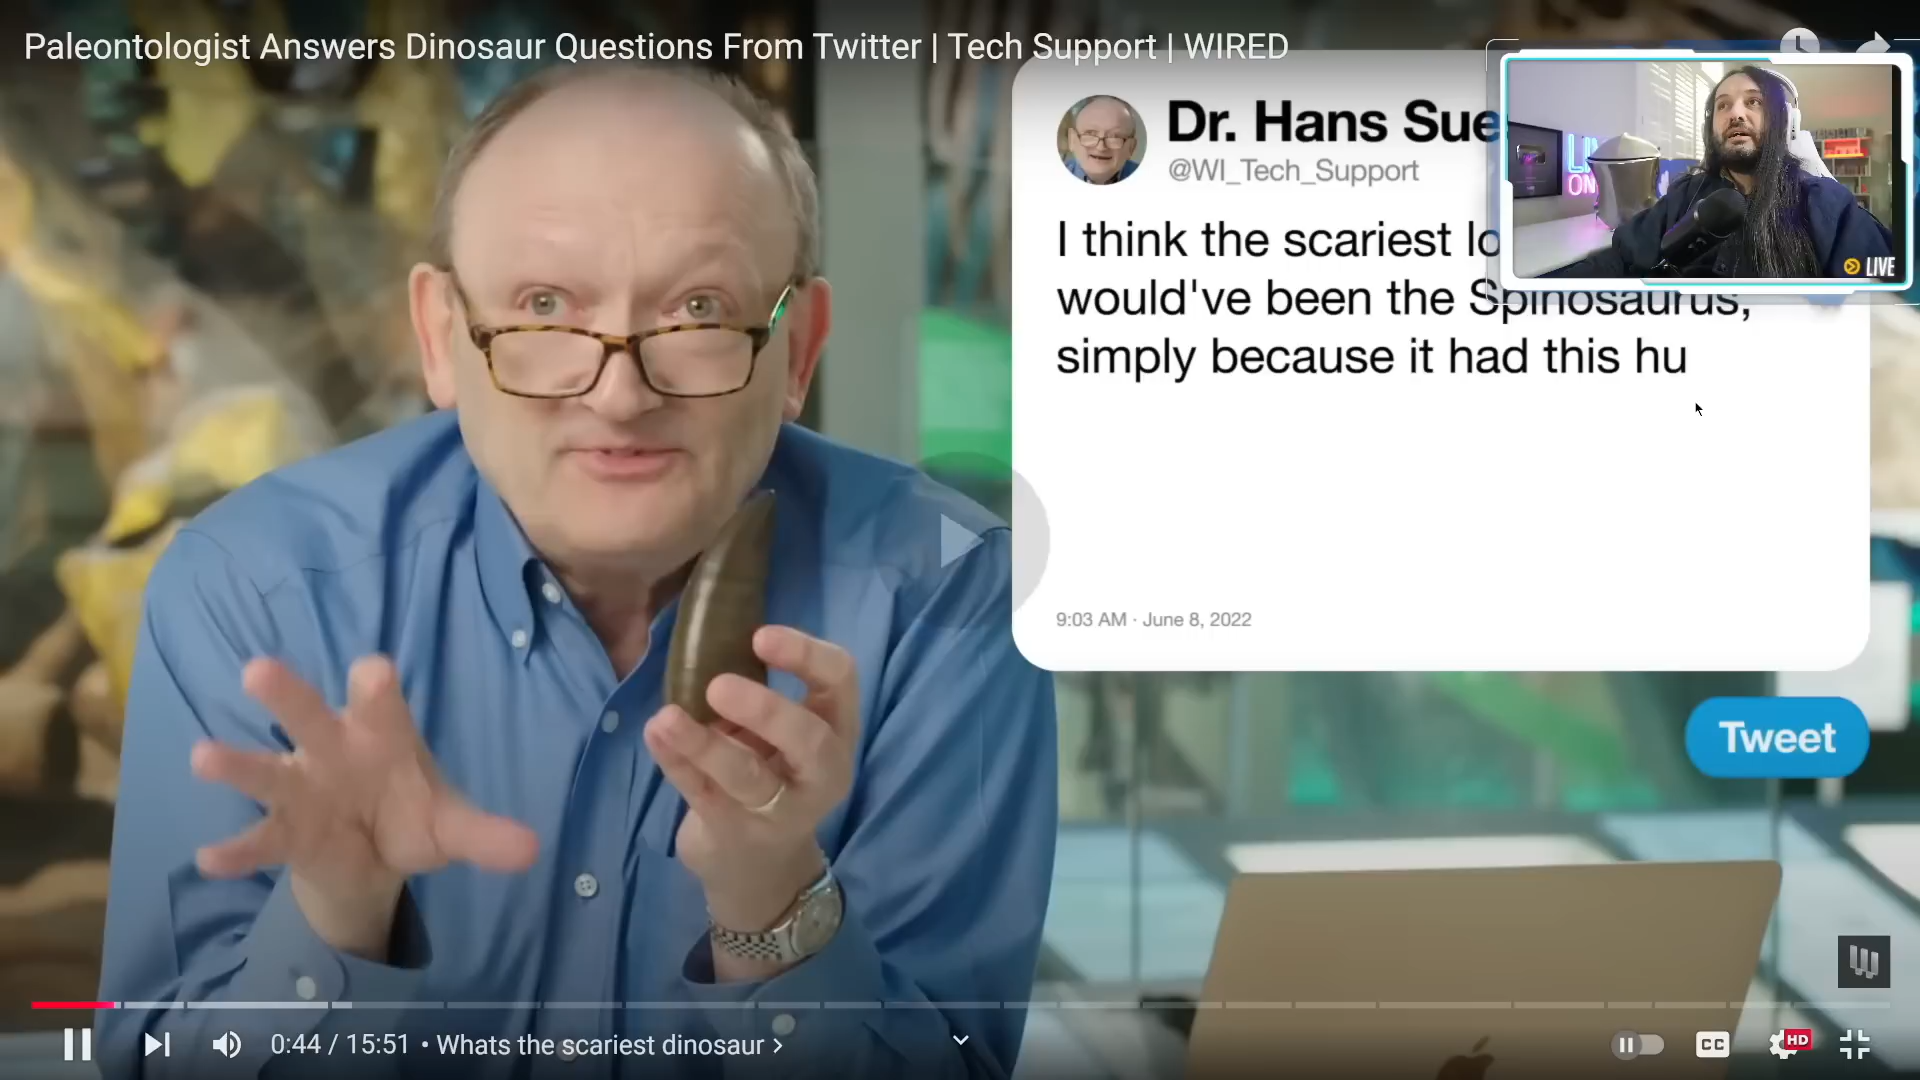 Paleontologist Answers Dinosaur Questions From Twitter | Tech Support | WIRED
Dr. Hans Sue
@WI_Tech_Support
I think the scariest lo
would've been the Spinosaurus,
simply because it had this hu
9:03 AM · June 8, 2022
Tweet
LIVE
0:44 / 15:51 • Whats the scariest dinosaur >
CC
HD